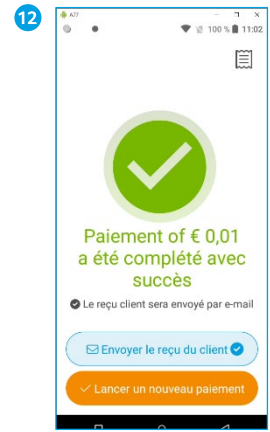 12
A77
100 % 11:02
Paiement of € 0,01
a été complété avec
succès
Le reçu client sera envoyé par e-mail
Envoyer le reçu du client
Lancer un nouveau paiement